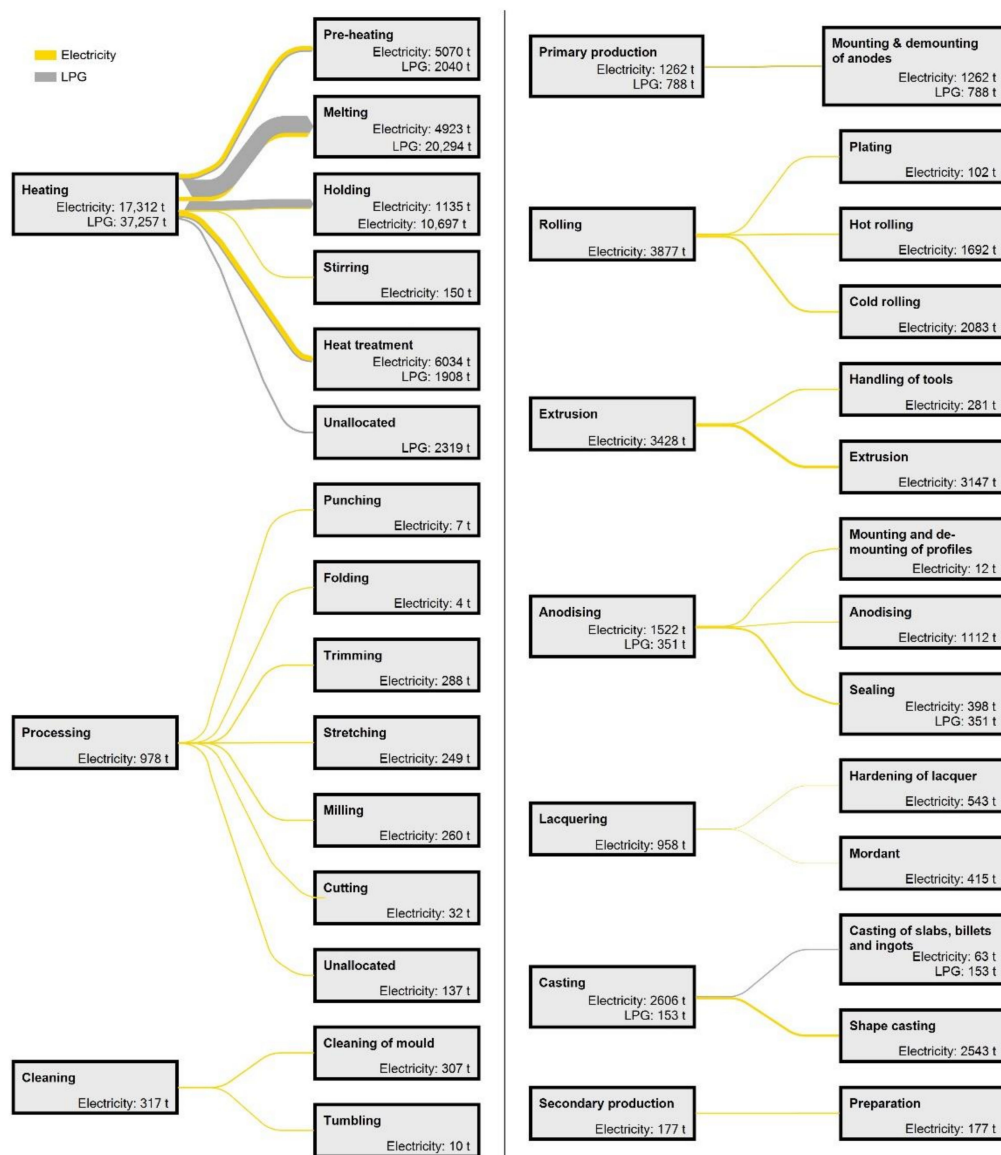 Electricity
LPG
Heating
Electricity: 17,312 t
LPG: 37,257 t
Pre-heating
Electricity: 5070 t
LPG: 2040 t
Melting
Electricity: 4923 t
LPG: 20,294 t
Holding
Electricity: 1135 t
Electricity: 10,697 t
Stirring
Electricity: 150 t
Heat treatment
Electricity: 6034 t
LPG: 1908 t
Unallocated
LPG: 2319 t
Processing
Electricity: 978 t
Punching
Electricity: 7 t
Folding
Electricity: 4 t
Trimming
Electricity: 288 t
Stretching
Electricity: 249 t
Milling
Electricity: 260 t
Cutting
Electricity: 32 t
Unallocated
Electricity: 137 t
Cleaning
Electricity: 317 t
Cleaning of mould
Electricity: 307 t
Tumbling
Electricity: 10 t
Primary production
Electricity: 1262 t
LPG: 788 t
Mounting & demounting
of anodes
Electricity: 1262 t
LPG: 788 t
Rolling
Electricity: 3877 t
Plating
Electricity: 102 t
Hot rolling
Electricity: 1692 t
Cold rolling
Electricity: 2083 t
Extrusion
Electricity: 3428 t
Handling of tools
Electricity: 281 t
Extrusion
Electricity: 3147 t
Anodising
Electricity: 1522 t
LPG: 351 t
Mounting and de-
mounting of profiles
Electricity: 12 t
Anodising
Electricity: 1112 t
Sealing
Electricity: 398 t
LPG: 351 t
Lacquering
Electricity: 958 t
Hardening of lacquer
Electricity: 543 t
Mordant
Electricity: 415 t
Casting
Electricity: 2606 t
LPG: 153 t
Casting of slabs, billets
and ingots
Electricity: 63 t
LPG: 153 t
Shape casting
Electricity: 2543 t
Secondary production
Electricity: 177 t
Preparation
Electricity: 177 t